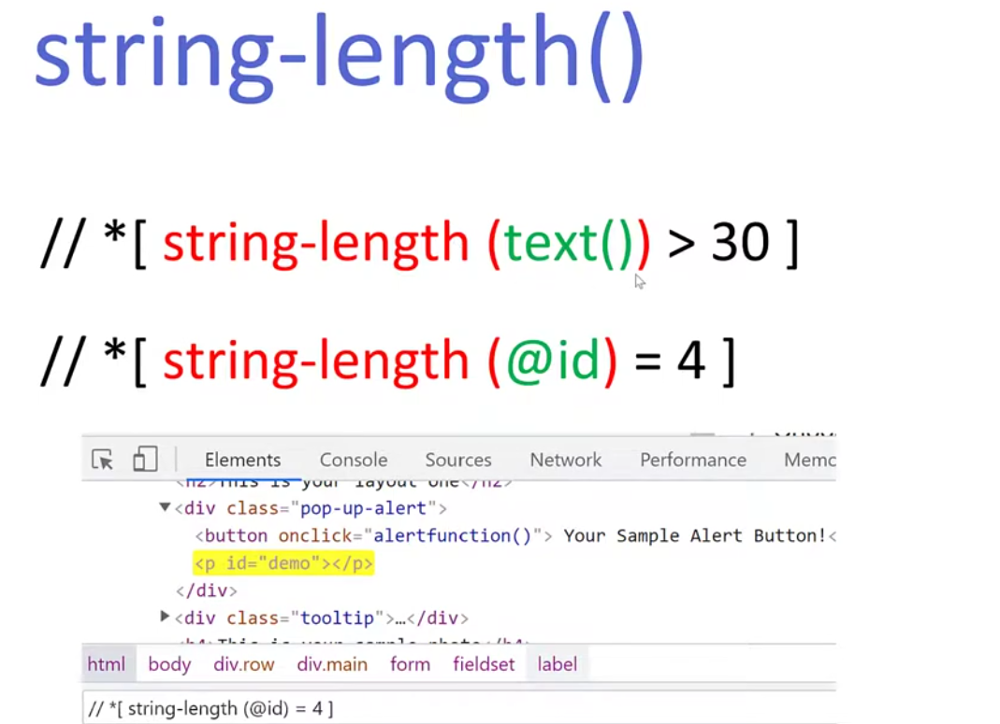 string-length()
// *[ string-length (text()) > 30 ]
// *[ string-length (@id) = 4 ]
Elements Console Sources Network Performance Memc
<h2>This is your layout one</h2>
▼<div class="pop-up-alert">
<button onclick="alertfunction()"> Your Sample Alert Button!<
<p id="demo"></p>
</div>
▶<div class="tooltip">…</div>
<h4>This is your sample photo</h4>
html body div.row div.main form fieldset label
// *[ string-length (@id) = 4 ]